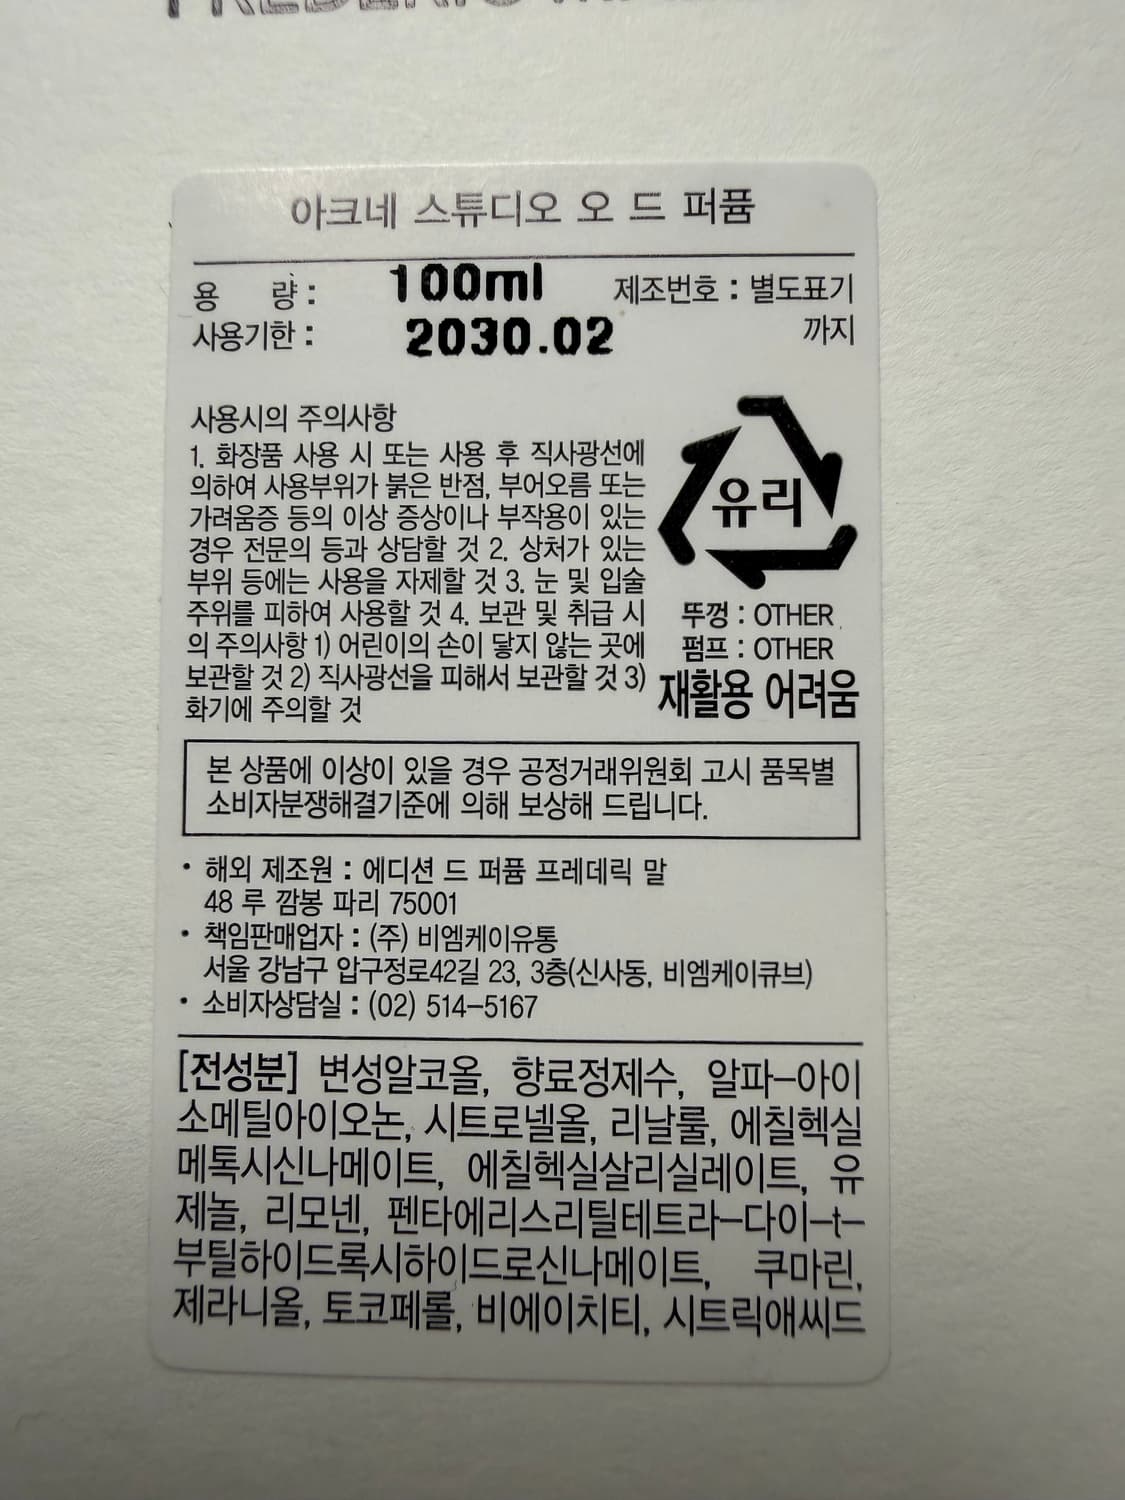 아크네 스튜디오 오 드 퍼퓸
용 량 : 100ml 제조번호 : 별도표기
사용기한 : 2030.02 까지
사용시의 주의사항
1. 화장품 사용 시 또는 사용 후 직사광선에
의하여 사용부위가 붉은 반점, 부어오름 또는
가려움증 등의 이상 증상이나 부작용이 있는
경우 전문의 등과 상담할 것 2. 상처가 있는
부위 등에는 사용을 자제할 것 3. 눈 및 입술
주위를 피하여 사용할 것 4. 보관 및 취급 시
의 주의사항 1) 어린이의 손이 닿지 않는 곳에
보관할 것 2) 직사광선을 피해서 보관할 것 3)
화기에 주의할 것
유리
뚜껑 : OTHER
펌프 : OTHER
재활용 어려움
본 상품에 이상이 있을 경우 공정거래위원회 고시 품목별
소비자분쟁해결기준에 의해 보상해 드립니다.
• 해외 제조원 : 에디션 드 퍼퓸 프레데릭 말
48 루 깜봉 파리 75001
• 책임판매업자 : (주) 비엠케이유통
서울 강남구 압구정로42길 23, 3층(신사동, 비엠케이큐브)
• 소비자상담실 : (02) 514-5167
[전성분] 변성알코올, 향료정제수, 알파-아이
소메틸아이오논, 시트로넬올, 리날룰, 에칠헥실
메톡시신나메이트, 에칠헥실살리실레이트, 유
제놀, 리모넨, 펜타에리스리틸테트라-다이-t-
부틸하이드록시하이드로신나메이트, 쿠마린,
제라니올, 토코페롤, 비에이치티, 시트릭애씨드